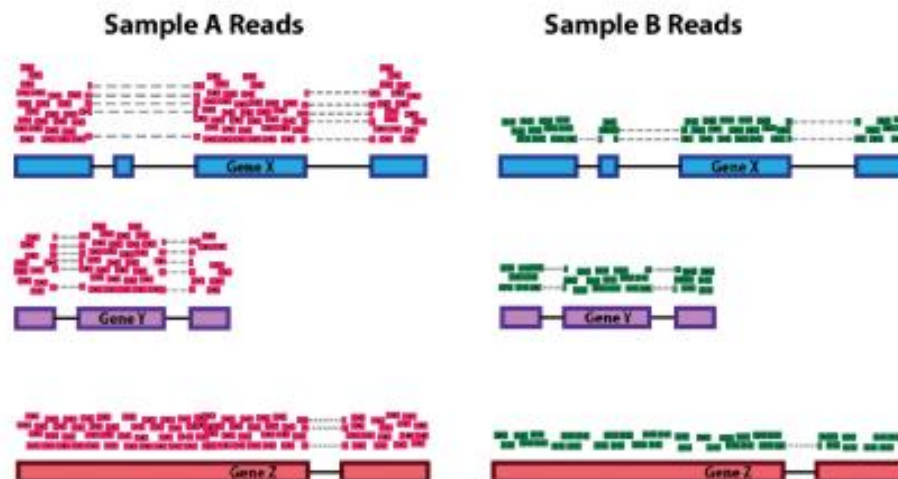 Sample A Reads
Sample B Reads
Gene X
Gene X
Gene Y
Gene Y
Gene Z
Gene Z